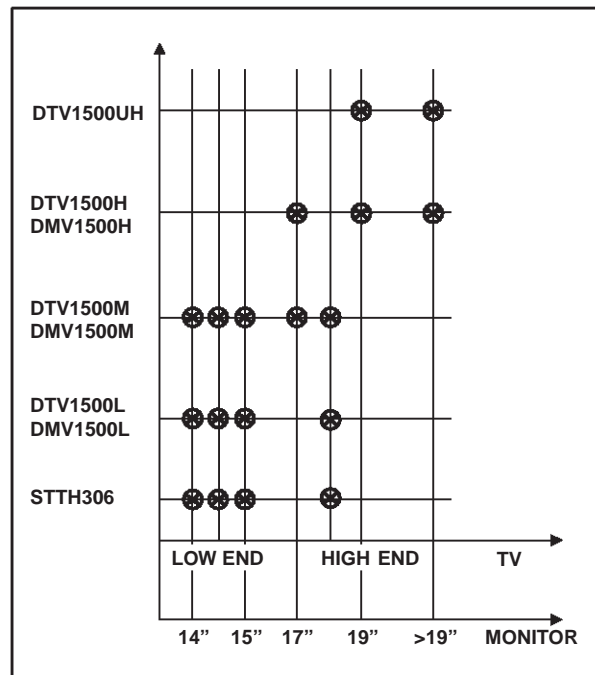 DTV1500UH
DTV1500H
DMV1500H
DTV1500M
DMV1500M
DTV1500L
DMV1500L
STTH306
LOW END HIGH END TV
14” 15” 17” 19” >19” MONITOR